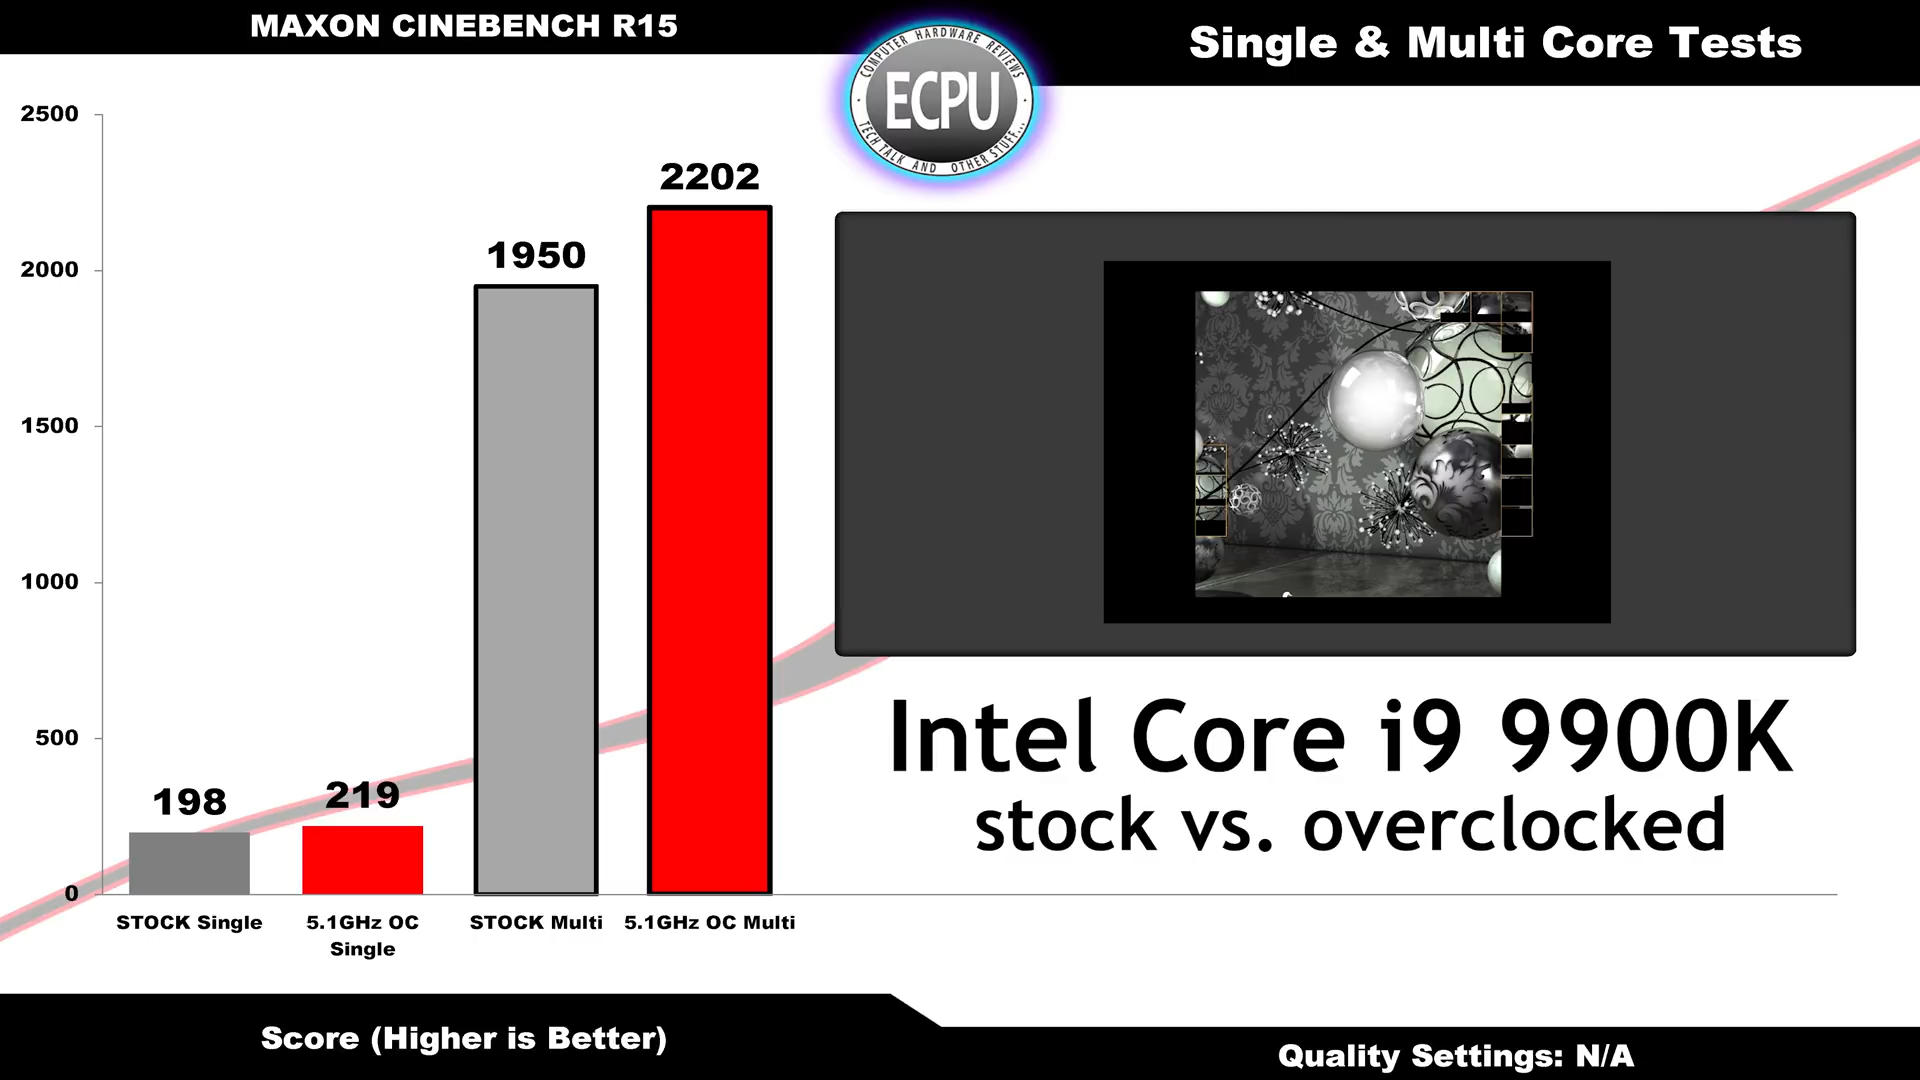 MAXON CINEBENCH R15
Single & Multi Core Tests
COMPUTER HARDWARE REVIEWS
ECPU
TECH TALK AND OTHER STUFF...
2500
2000
1500
1000
500
0
198
219
1950
2202
STOCK Single
5.1GHz OC
Single
STOCK Multi
5.1GHz OC Multi
Intel Core i9 9900K
stock vs. overclocked
Score (Higher is Better)
Quality Settings: N/A